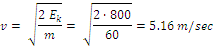 v = √(2 E_k / m) = √(2 · 800 / 60) = 5.16 m/sec